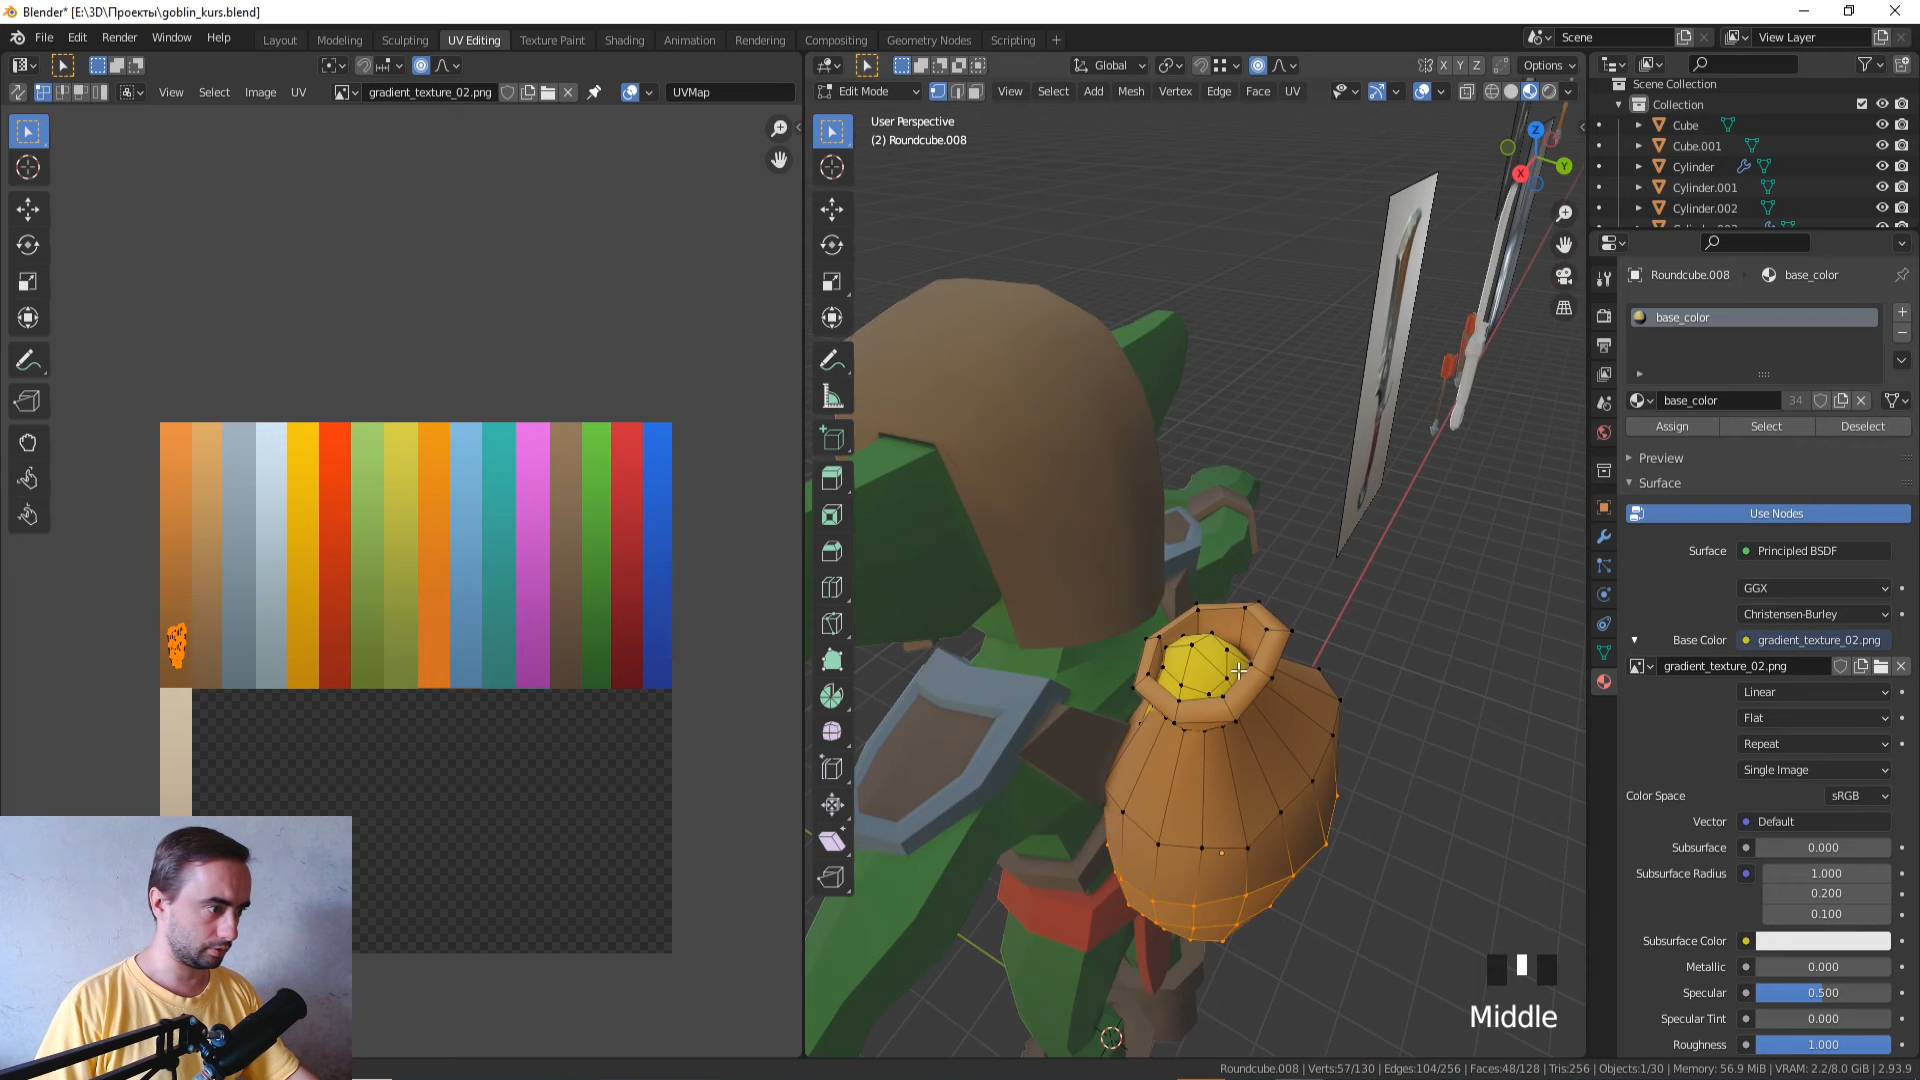 Blender* [E:\3D\Проекты\goblin_kurs.blend]
File Edit Render Window Help
Layout Modeling Sculpting UV Editing Texture Paint Shading Animation Rendering Compositing Geometry Nodes Scripting +
Scene View Layer
Global X Y Z Options
View Select Image UV gradient_texture_02.png UVMap
Edit Mode View Select Add Mesh Vertex Edge Face UV
User Perspective
(2) Roundcube.008
Z
Y
X
Scene Collection
Collection
Cube
Cube.001
Cylinder
Cylinder.001
Cylinder.002
Roundcube.008 base_color
base_color
base_color 34
Assign Select Deselect
Preview
Surface
Use Nodes
Surface Principled BSDF
GGX
Christensen-Burley
Base Color gradient_texture_02.png
gradient_texture_02.png
Linear
Flat
Repeat
Single Image
Color Space sRGB
Vector Default
Subsurface 0.000
Subsurface Radius 1.000
0.200
0.100
Subsurface Color
Metallic 0.000
Specular 0.500
Specular Tint 0.000
Roughness 1.000
Middle
Roundcube.008 | Verts:57/130 | Edges:104/256 | Faces:48/128 | Tris:256 | Objects:1/30 | Memory: 56.9 MiB | VRAM: 2.2/8.0 GiB | 2.93.9